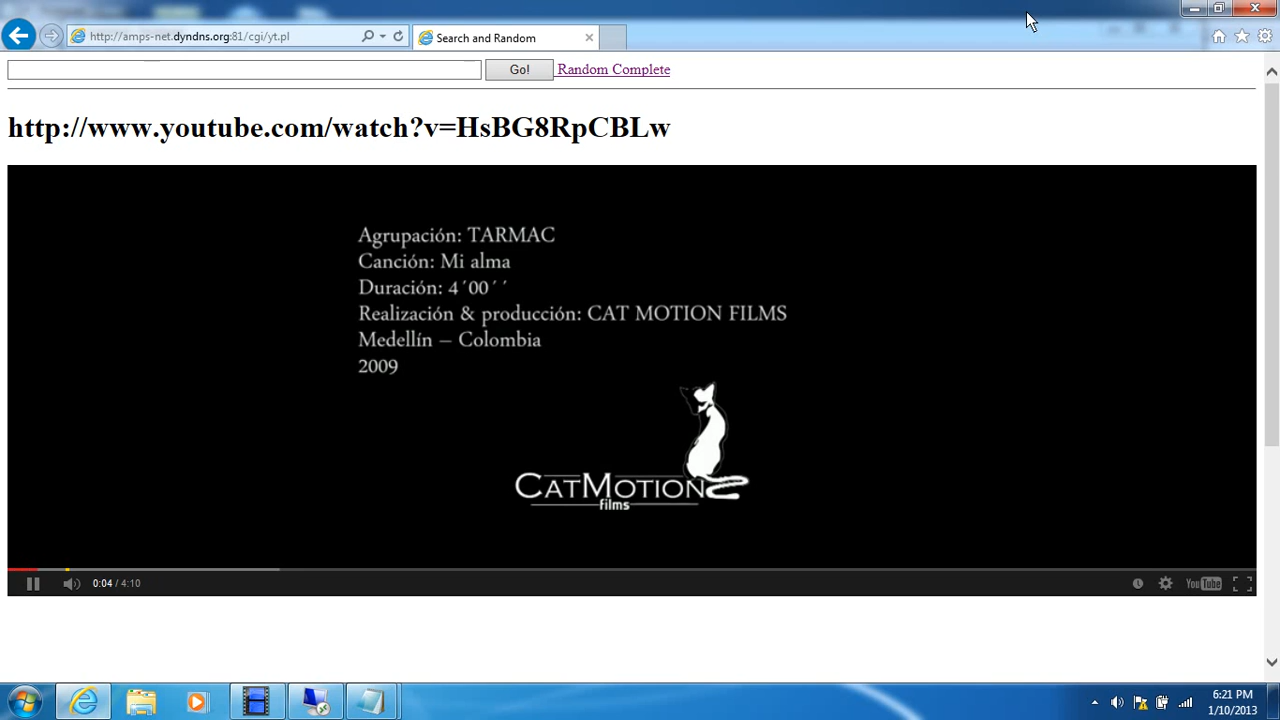 http://amps-net.dyndns.org:81/cgi/yt.pl
Search and Random
Go!
Random Complete
http://www.youtube.com/watch?v=HsBG8RpCBLw
Agrupación: TARMAC
Canción: Mi alma
Duración: 4´00´´
Realización & producción: CAT MOTION FILMS
Medellín – Colombia
2009
CATMOTION
films
0:04 / 4:10
YouTube
6:21 PM
1/10/2013